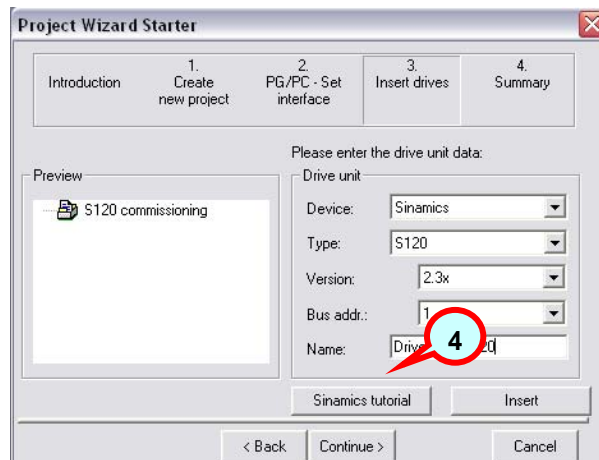 Project Wizard Starter
Introduction
1.
Create
new project
2.
PG/PC - Set
interface
3.
Insert drives
4.
Summary
Please enter the drive unit data:
Preview
S120 commissioning
Drive unit
Device: Sinamics
Type: S120
Version: 2.3x
Bus addr.: 1
Name:
4
Sinamics tutorial Insert
< Back Continue > Cancel